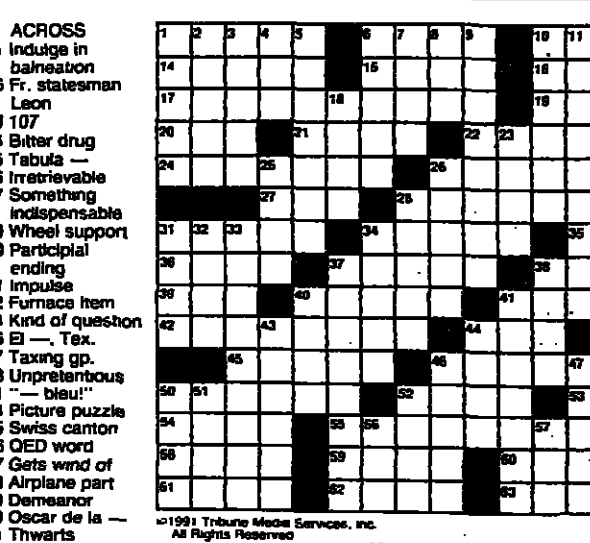 ACROSS
Indulge in
balneation
6 Fr. statesman
Leon
107
Bitter drug
Tabula —
Irretrievable
7 Something
indispensable
Wheel support
Participial
ending
Impulse
Furnace item
Kind of question
El —, Tex.
7 Taxing gp.
Unpretentious
"— bleu!"
Picture puzzle
Swiss canton
QED word
7 Gets wind of
Airplane part
Demeanor
Oscar de la —
Thwarts
1 2 3 4 5 6 7 8 9 10 11
14 15 16
17 18 19
20 21 22 23
24 25 26
27 28
31 32 33 34 35
36 37 38
39 40 41
42 43 44
45 46 47
50 51 52 53
54 55 56 57
58 59 60
61 62 63
©1991 Tribune Media Services, Inc.
All Rights Reserved